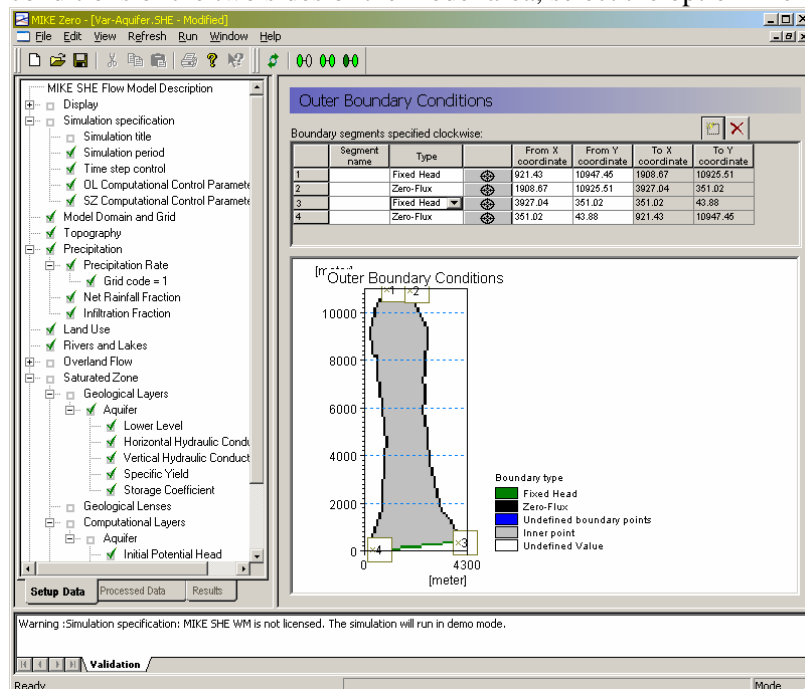 MIKE Zero - [Var-Aquifer.SHE - Modified]
File Edit View Refresh Run Window Help
MIKE SHE Flow Model Description
Display
Simulation specification
Simulation title
Simulation period
Time step control
OL Computational Control Paramete
SZ Computational Control Paramete
Model Domain and Grid
Topography
Precipitation
Precipitation Rate
Grid code = 1
Net Rainfall Fraction
Infiltration Fraction
Land Use
Rivers and Lakes
Overland Flow
Saturated Zone
Geological Layers
Aquifer
Lower Level
Horizontal Hydraulic Condu
Vertical Hydraulic Conduct
Specific Yield
Storage Coefficient
Geological Lenses
Computational Layers
Aquifer
Initial Potential Head
Setup Data Processed Data Results
Outer Boundary Conditions
Boundary segments specified clockwise:
Segment name Type From X coordinate From Y coordinate To X coordinate To Y coordinate
1 Fixed Head 921.43 10947.45 1908.67 10925.51
2 Zero-Flux 1908.67 10925.51 3927.04 351.02
3 Fixed Head 3927.04 351.02 351.02 43.88
4 Zero-Flux 351.02 43.88 921.43 10947.45
Outer Boundary Conditions
×1 ×2
10000
8000
6000
4000
2000
0
×4 ×3
0 4300
[meter]
Boundary type
Fixed Head
Zero-Flux
Undefined boundary points
Inner point
Undefined Value
Warning :Simulation specification: MIKE SHE WM is not licensed. The simulation will run in demo mode.
Validation
Ready Mode